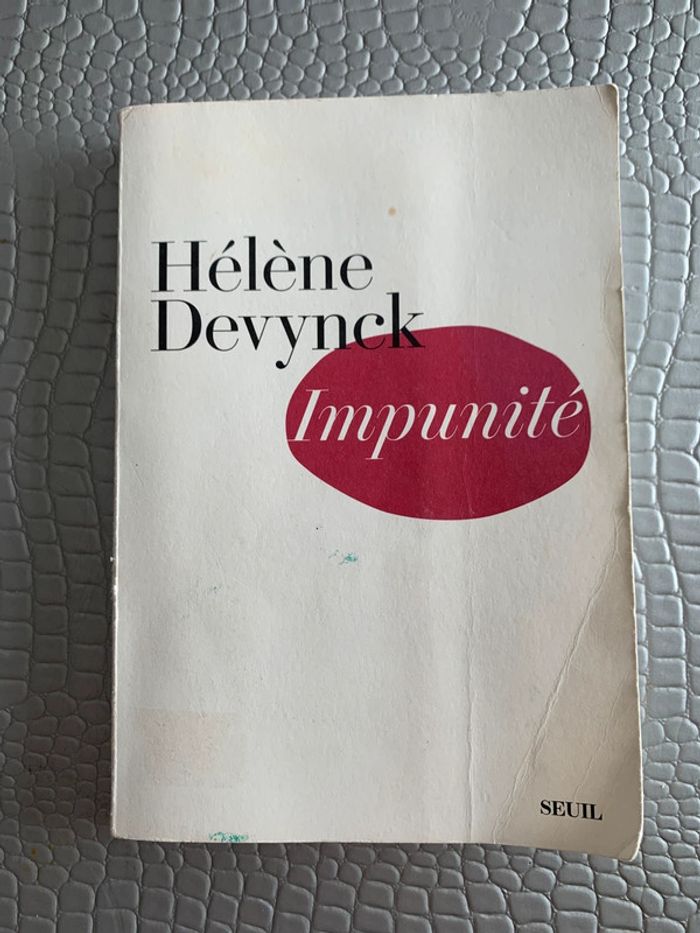 Hélène
Devynck
Impunité
SEUIL